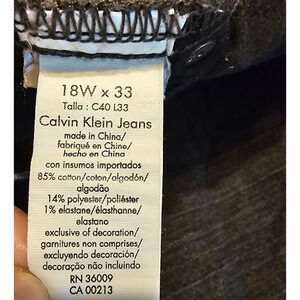 18W x 33
Talla : C40 L33
Calvin Klein Jeans
made in China/
fabriqué en Chine/
hecho en China
con insumos importados
85% cotton/coton/algodón/
algodão
14% polyester/poliéster
1% elastane/élasthanne/
elastano
exclusive of decoration/
garnitures non comprises/
excluyendo decoración/
decoração não incluindo
RN 36009
CA 00213